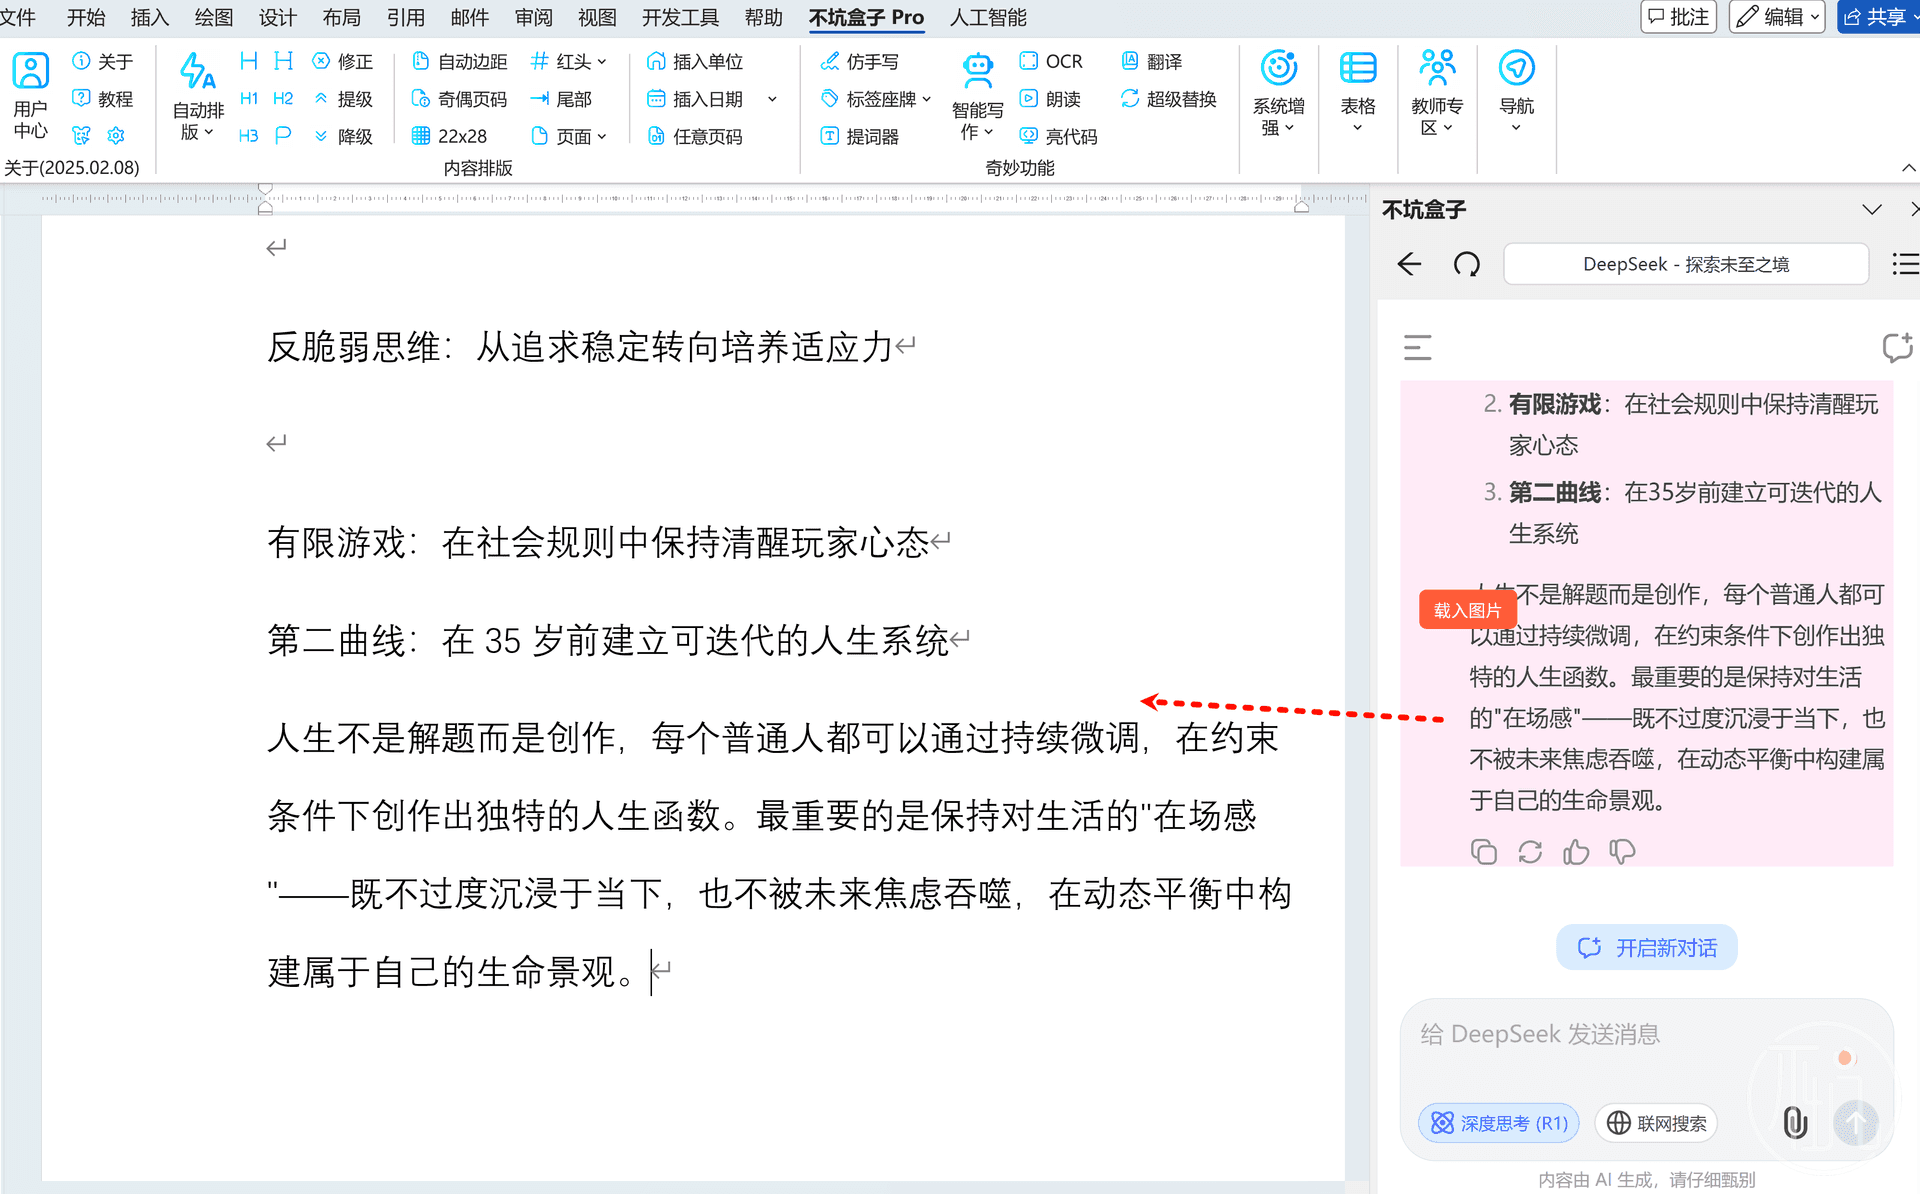 文件 开始 插入 绘图 设计 布局 引用 邮件 审阅 视图 开发工具 帮助 不坑盒子 Pro 人工智能 批注 编辑 共享
用户中心
关于
教程
关于(2025.02.08)
自动排版
H1 H2
H3
修正
提级
降级
自动边距
奇偶页码
22x28
红头
尾部
页面
内容排版
插入单位
插入日期
任意页码
仿手写
标签座牌
提词器
智能写作
OCR
朗读
亮代码
翻译
超级替换
奇妙功能
系统增强
表格
教师专区
导航
反脆弱思维：从追求稳定转向培养适应力
有限游戏：在社会规则中保持清醒玩家心态
第二曲线：在 35 岁前建立可迭代的人生系统
人生不是解题而是创作，每个普通人都可以通过持续微调，在约束
条件下创作出独特的人生函数。最重要的是保持对生活的"在场感
"——既不过度沉浸于当下，也不被未来焦虑吞噬，在动态平衡中构
建属于自己的生命景观。
不坑盒子
DeepSeek - 探索未至之境
2. 有限游戏：在社会规则中保持清醒玩
家心态
3. 第二曲线：在35岁前建立可迭代的人
生系统
载入图片
人生不是解题而是创作，每个普通人都可
以通过持续微调，在约束条件下创作出独
特的人生函数。最重要的是保持对生活
的"在场感"——既不过度沉浸于当下，也
不被未来焦虑吞噬，在动态平衡中构建属
于自己的生命景观。
开启新对话
给 DeepSeek 发送消息
深度思考 (R1) 联网搜索
内容由 AI 生成，请仔细甄别